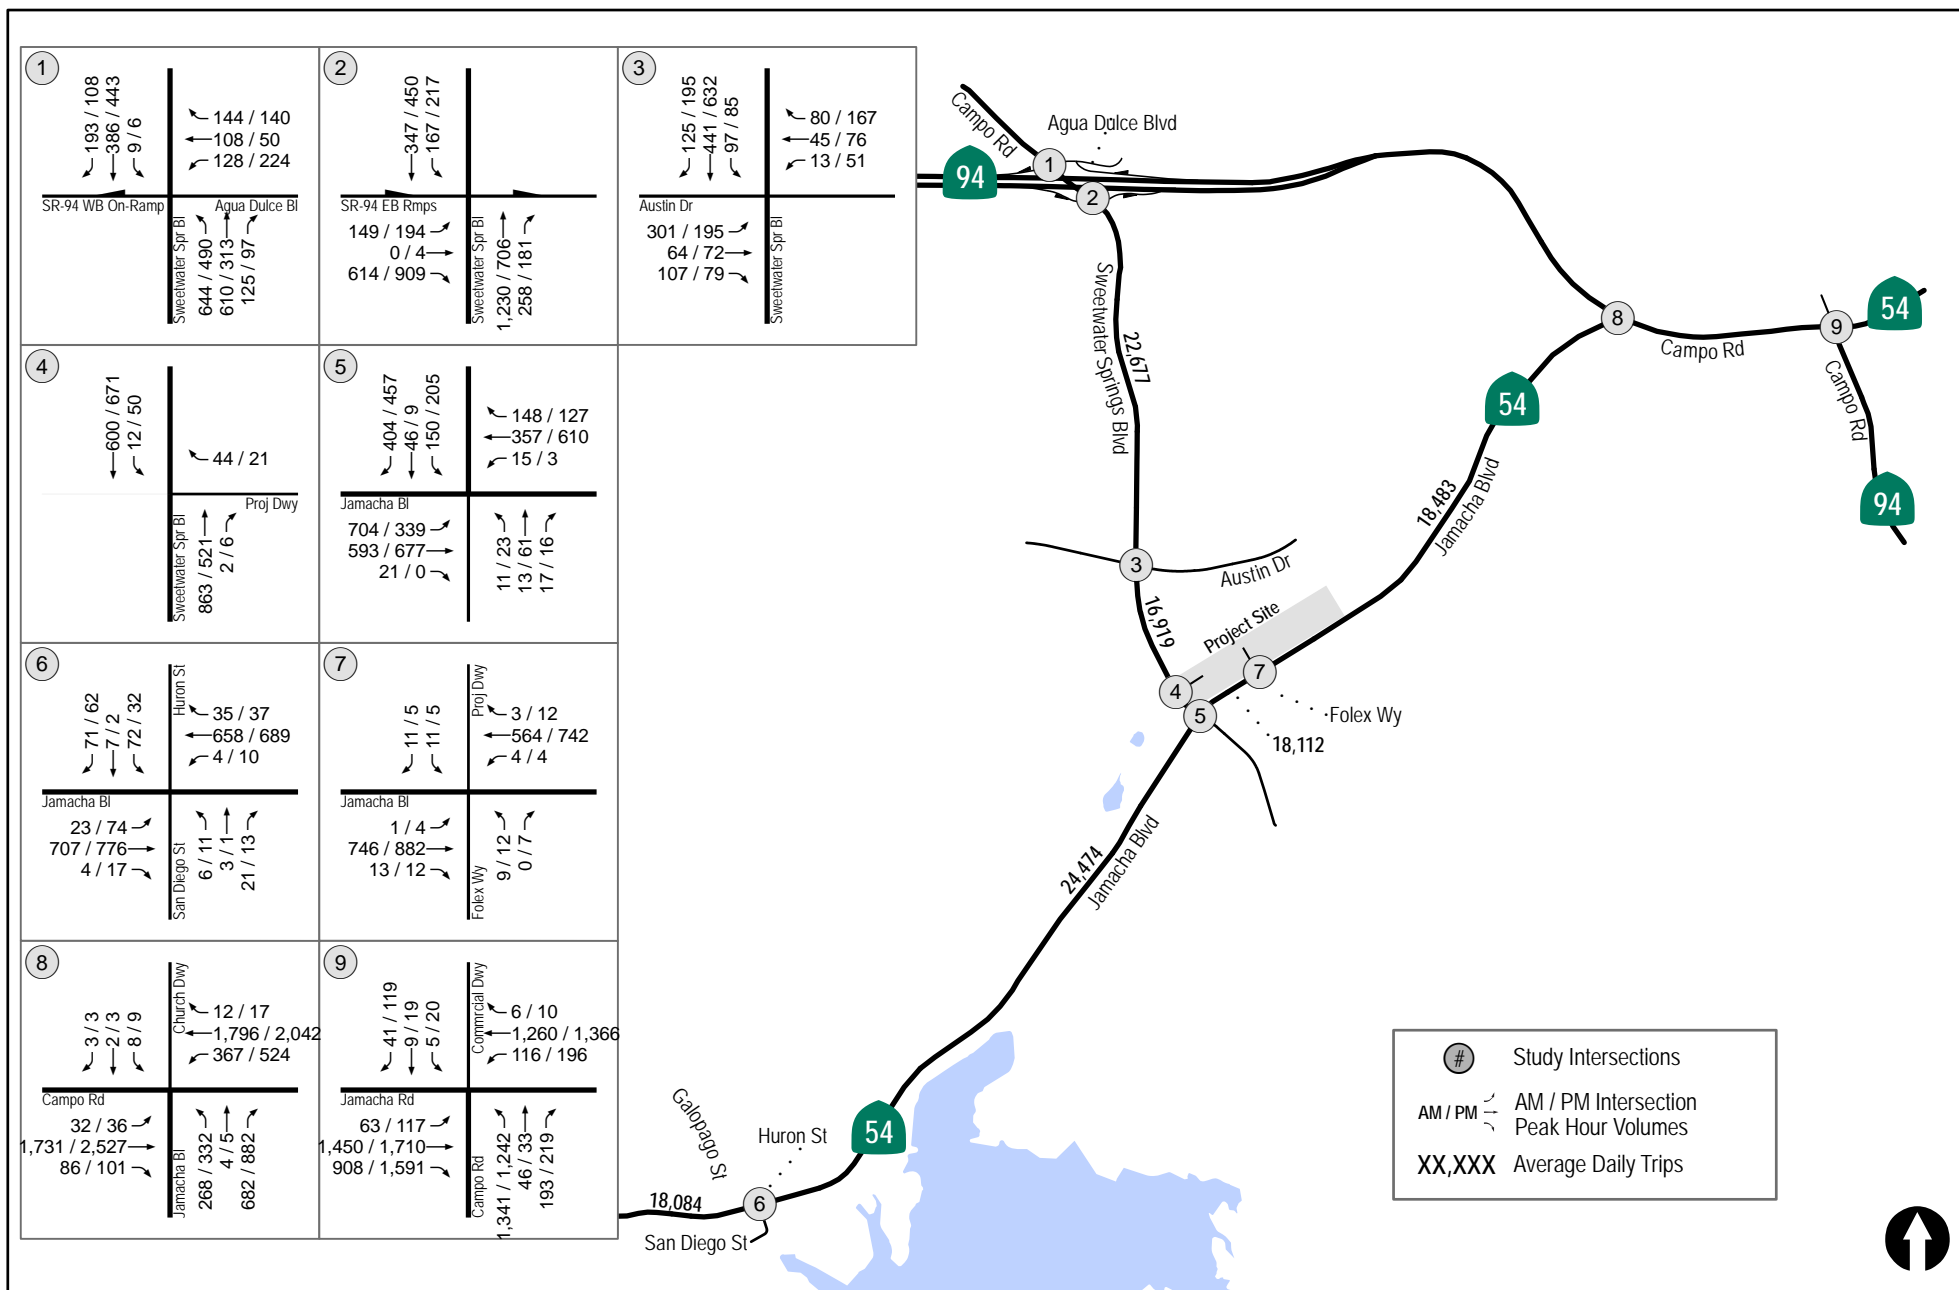 1
193 / 108
386 / 443
9 / 6
144 / 140
108 / 50
128 / 224
SR-94 WB On-Ramp
Agua Dulce Bl
Sweetwater Spr Bl
644 / 490
610 / 313
125 / 97
2
347 / 450
167 / 217
SR-94 EB Rmps
149 / 194
0 / 4
614 / 909
Sweetwater Spr Bl
1,230 / 706
258 / 181
3
125 / 195
441 / 632
97 / 85
80 / 167
45 / 76
13 / 51
Austin Dr
301 / 195
64 / 72
107 / 79
Sweetwater Spr Bl
4
600 / 671
12 / 50
44 / 21
Proj Dwy
Sweetwater Spr Bl
863 / 521
2 / 6
5
404 / 457
46 / 9
150 / 205
148 / 127
357 / 610
15 / 3
Jamacha Bl
704 / 339
593 / 677
21 / 0
11 / 23
13 / 61
17 / 16
6
71 / 62
7 / 2
72 / 32
Huron St
35 / 37
658 / 689
4 / 10
Jamacha Bl
23 / 74
707 / 776
4 / 17
San Diego St
6 / 11
3 / 1
21 / 13
7
11 / 5
11 / 5
Proj Dwy
3 / 12
564 / 742
4 / 4
Jamacha Bl
1 / 4
746 / 882
13 / 12
Folex Wy
9 / 12
0 / 7
8
3 / 3
2 / 3
8 / 9
Church Dwy
12 / 17
1,796 / 2,042
367 / 524
Campo Rd
32 / 36
1,731 / 2,527
86 / 101
Jamacha Bl
268 / 332
4 / 5
682 / 882
9
41 / 119
9 / 19
5 / 20
Commrcial Dwy
6 / 10
1,260 / 1,366
116 / 196
Jamacha Rd
63 / 117
1,450 / 1,710
908 / 1,591
Campo Rd
1,341 / 1,242
46 / 33
193 / 219
Campo Rd
Agua Dulce Blvd
94
1
2
Sweetwater Springs Blvd
22,677
8
Campo Rd
9
54
Campo Rd
94
54
18,483
Jamacha Blvd
3
Austin Dr
16,919
Project Site
4
5
7
Folex Wy
18,112
24,474
Jamacha Blvd
54
Galopago St
Huron St
18,084
6
San Diego St
# Study Intersections
AM / PM AM / PM Intersection
Peak Hour Volumes
XX,XXX Average Daily Trips